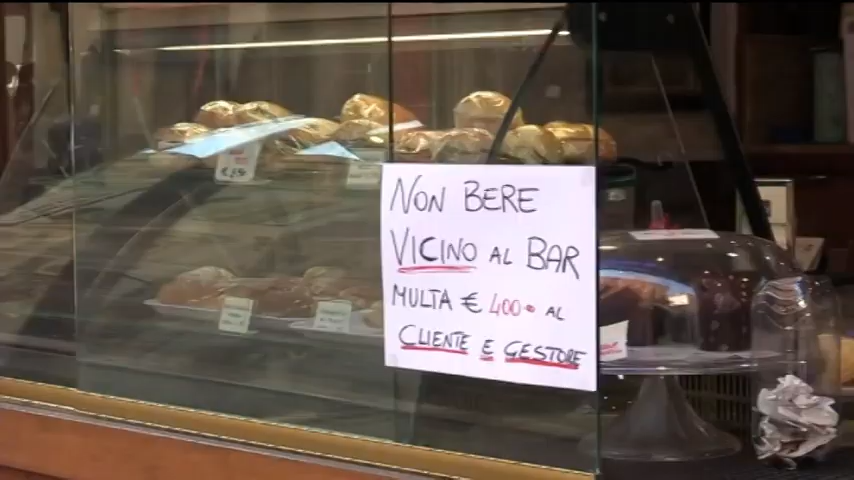 NON BERE
VICINO AL BAR
MULTA € 400 AL
CLIENTE E GESTORE